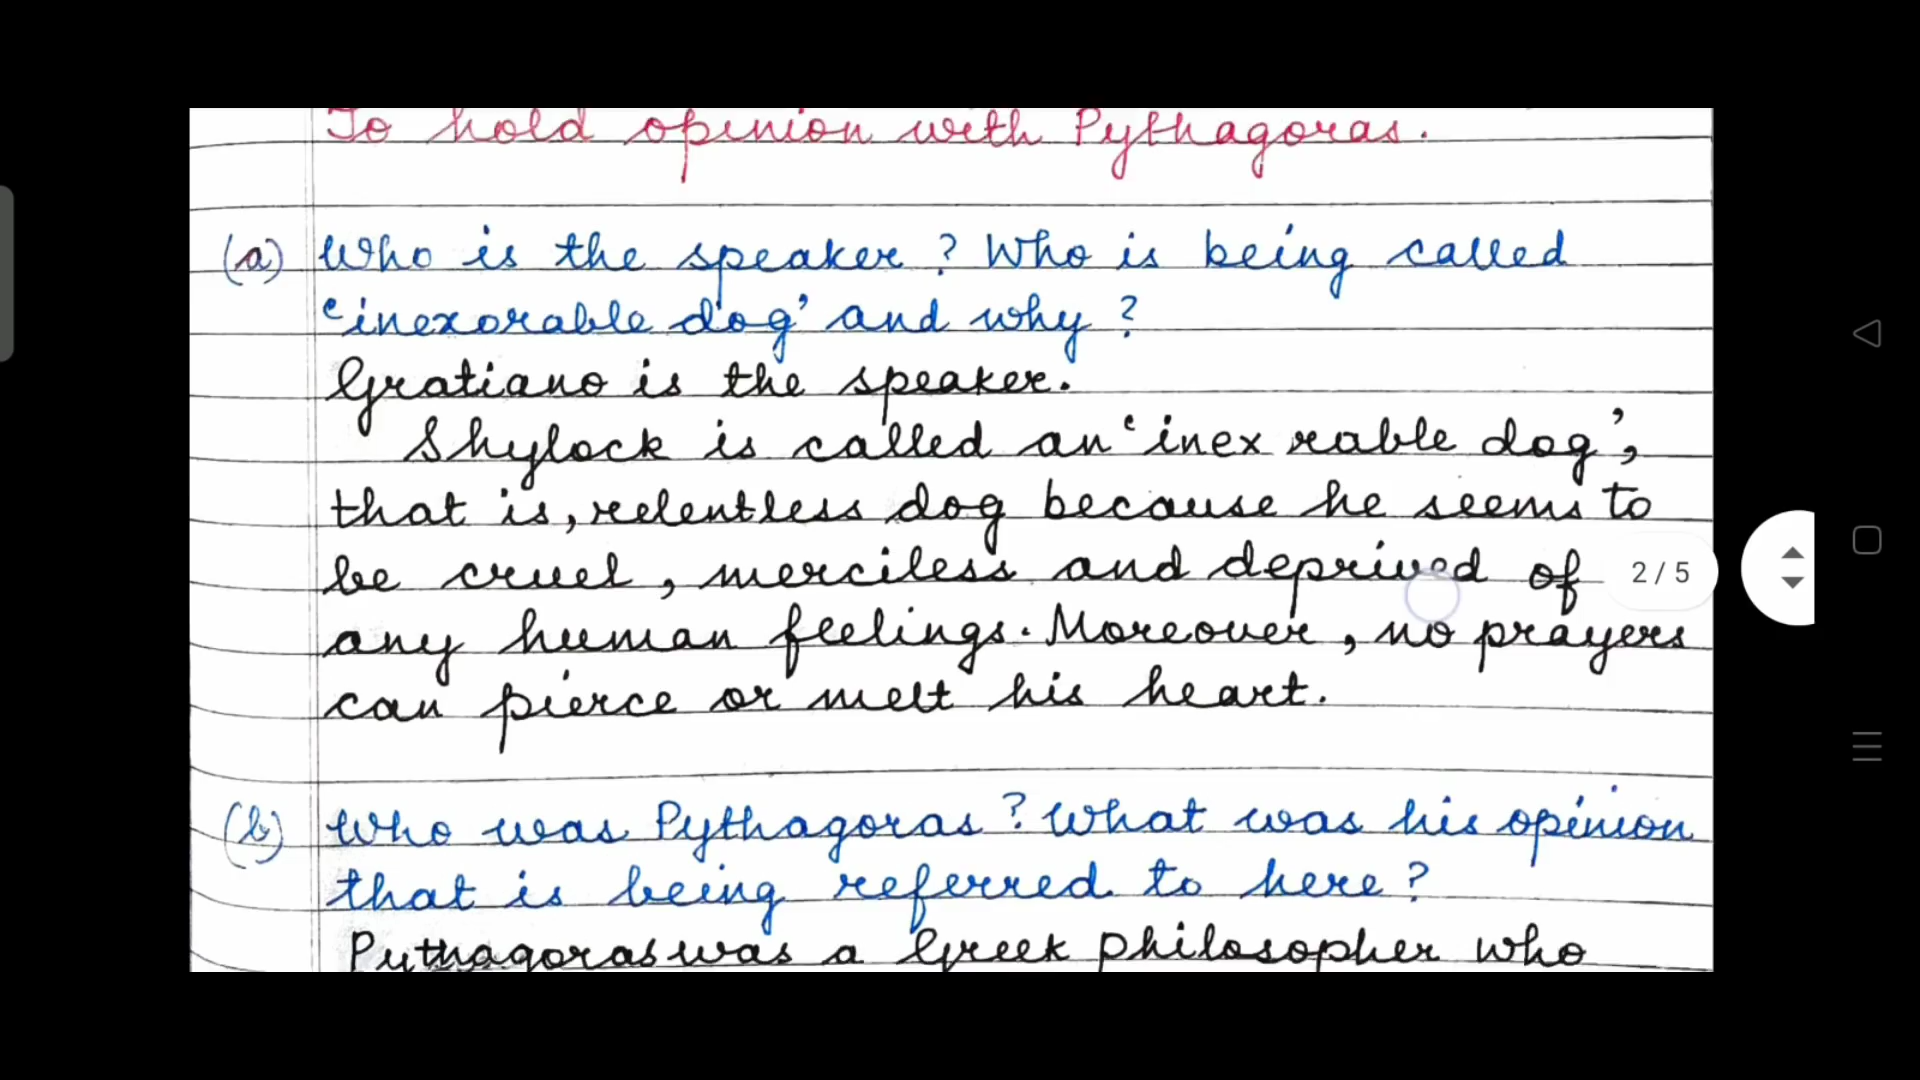 To hold opinion with Pythagoras.
(a) Who is the speaker? Who is being called
'inexorable dog' and why?
Gratiano is the speaker.
Shylock is called an 'inex rable dog',
that is, relentless dog because he seems to
be cruel, merciless and deprived of
2/5
any human feelings. Moreover, no prayers
can pierce or melt his heart.
(b) Who was Pythagoras? What was his opinion
that is being referred to here?
Pythagoras was a Greek philosopher who